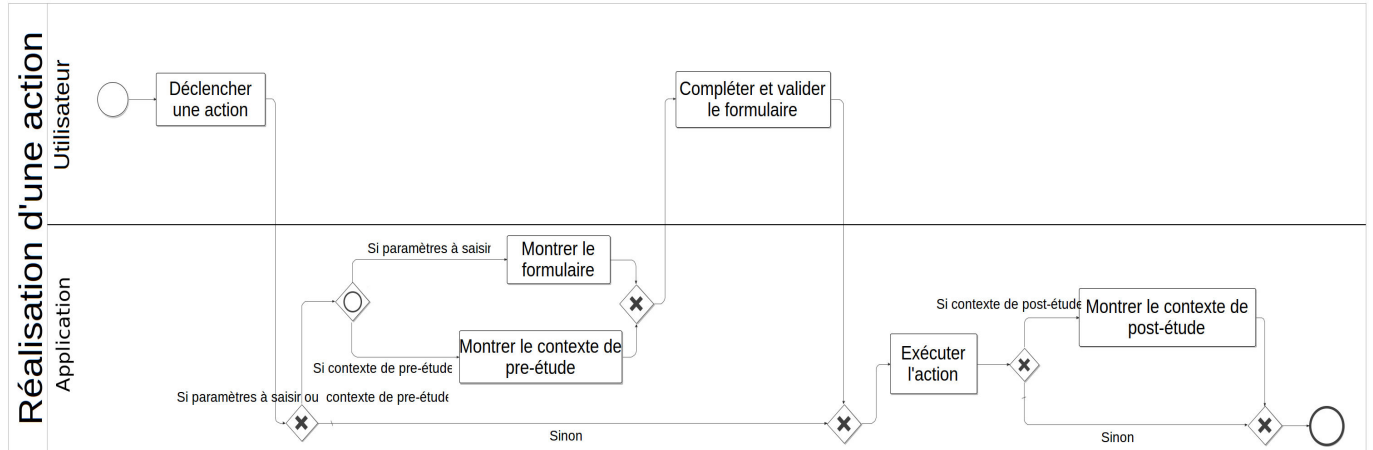 Réalisation d'une action
Utilisateur
Déclencher
une action
Compléter et valider
le formulaire
Application
Si paramètres à saisir
Montrer le
formulaire
Si contexte de pre-étude
Montrer le contexte de
pre-étude
Si paramètres à saisir ou contexte de pre-étude
Sinon
Exécuter
l'action
Si contexte de post-étude
Montrer le contexte de
post-étude
Sinon